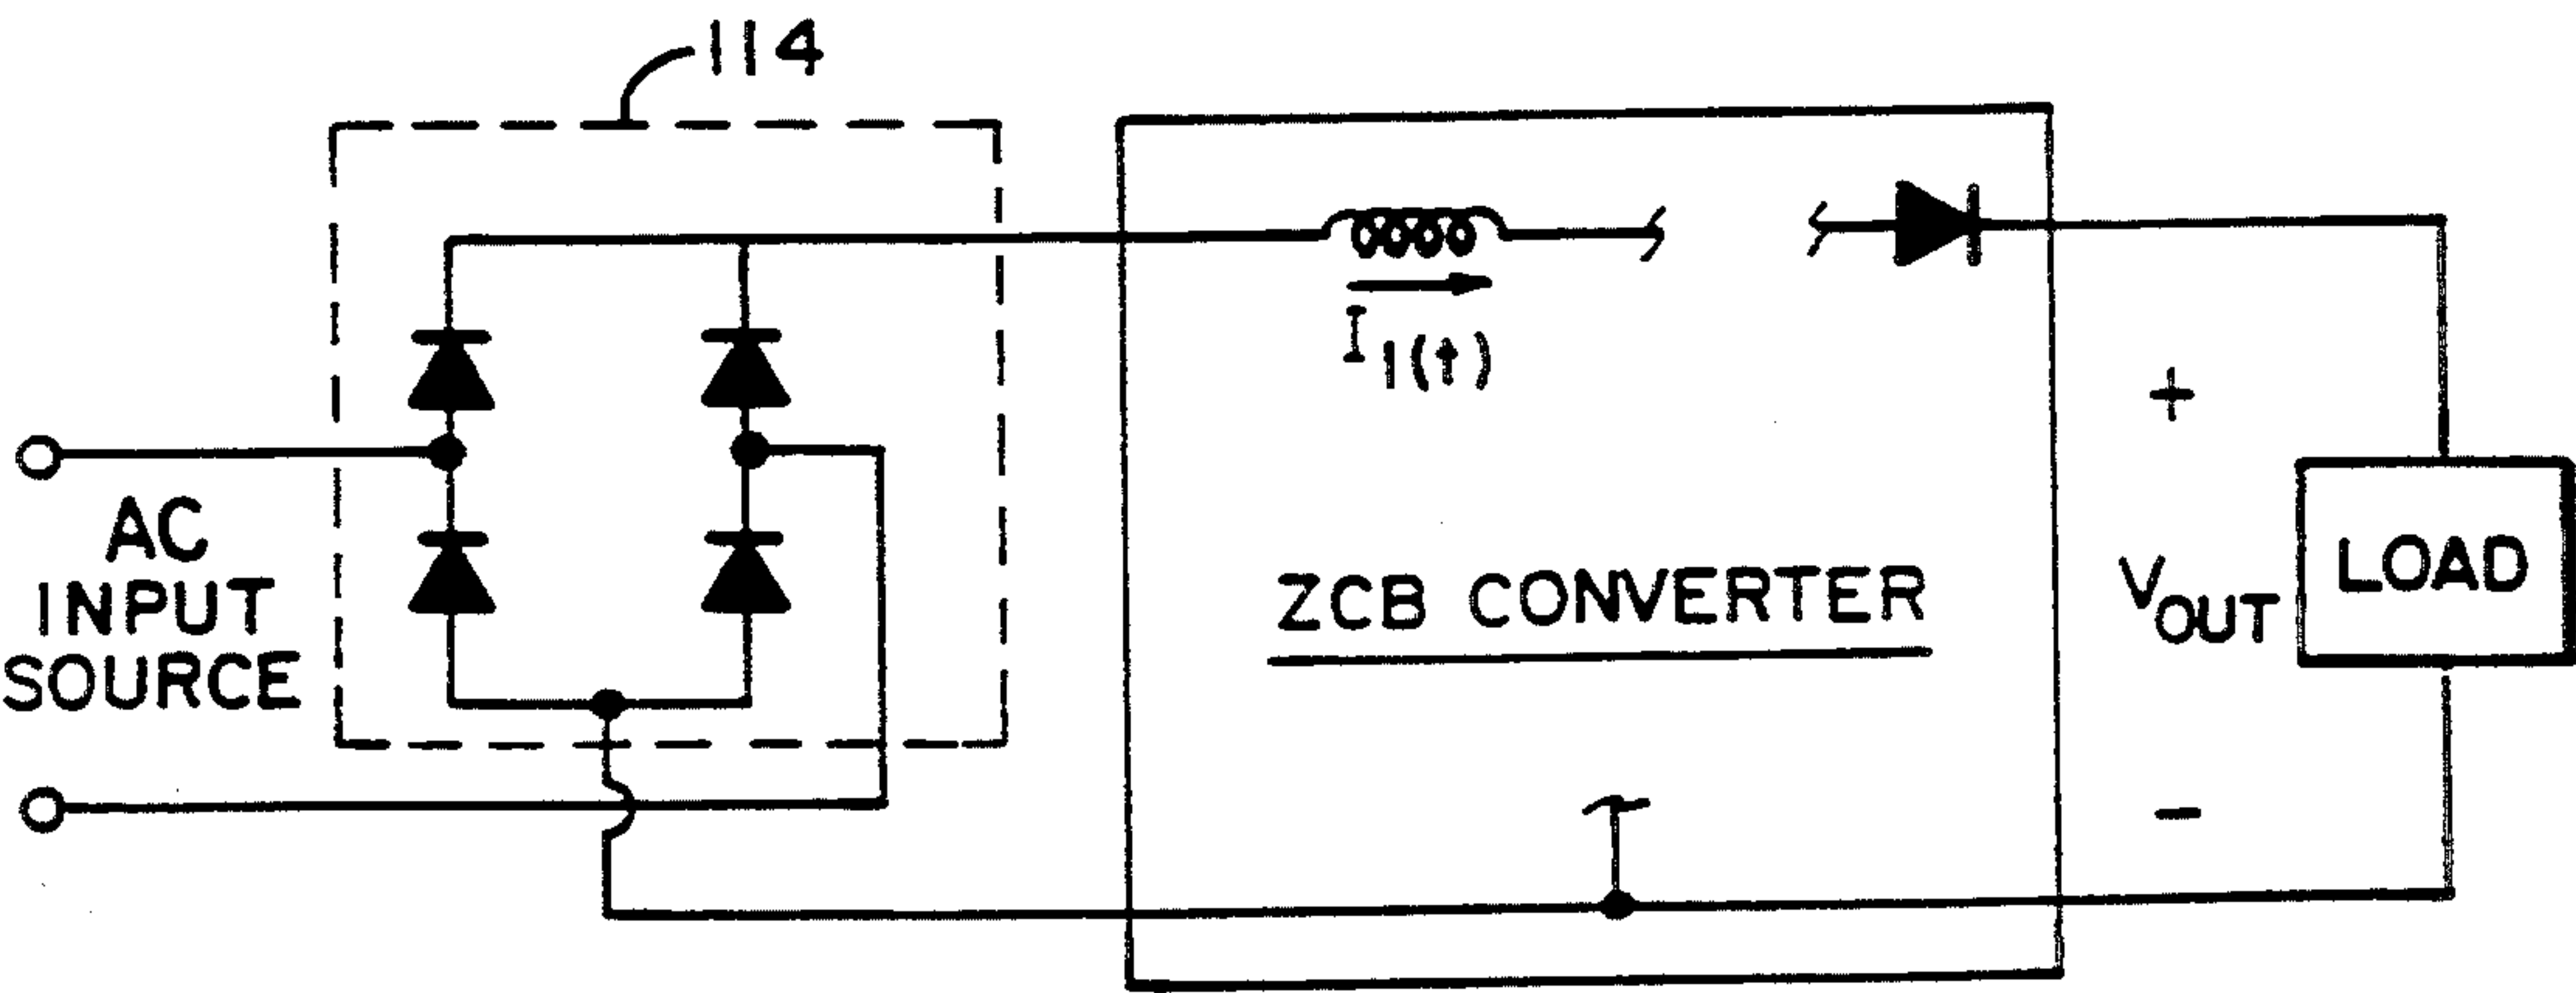 114
I1(t)
+
AC
INPUT
SOURCE
ZCB CONVERTER
VOUT
LOAD
-